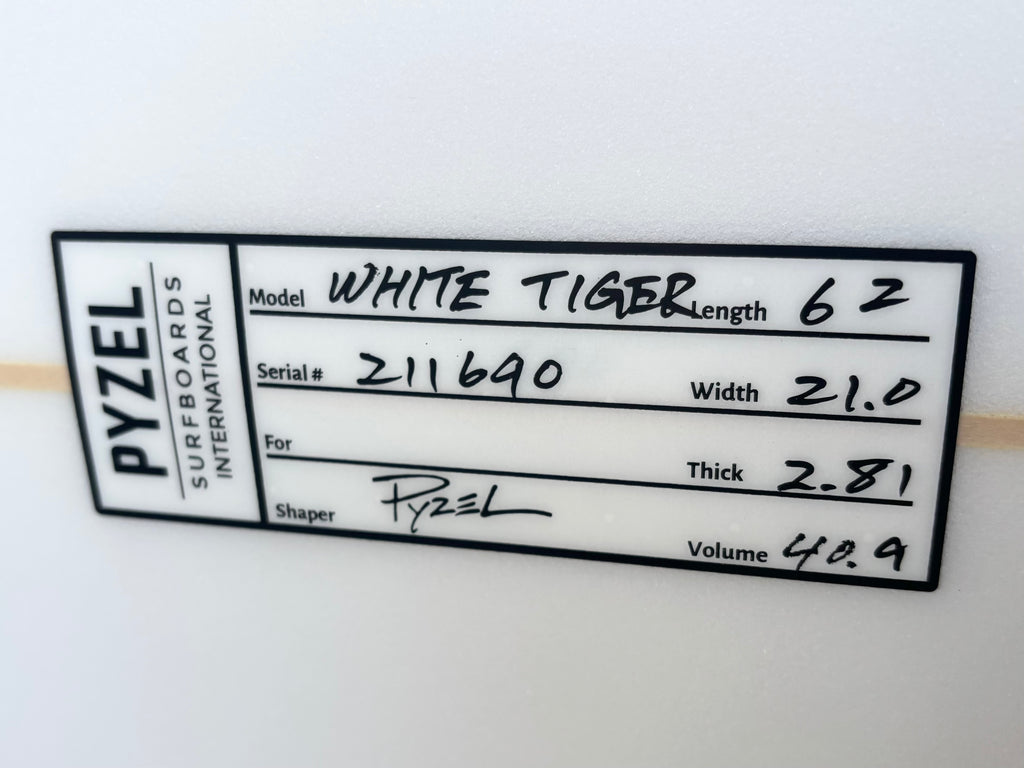 PYZEL
SURFBOARDS
INTERNATIONAL
Model WHITE TIGER Length 6 2
Serial # 211690 Width 21.0
For Thick 2.81
Shaper PYZEL Volume 40.9